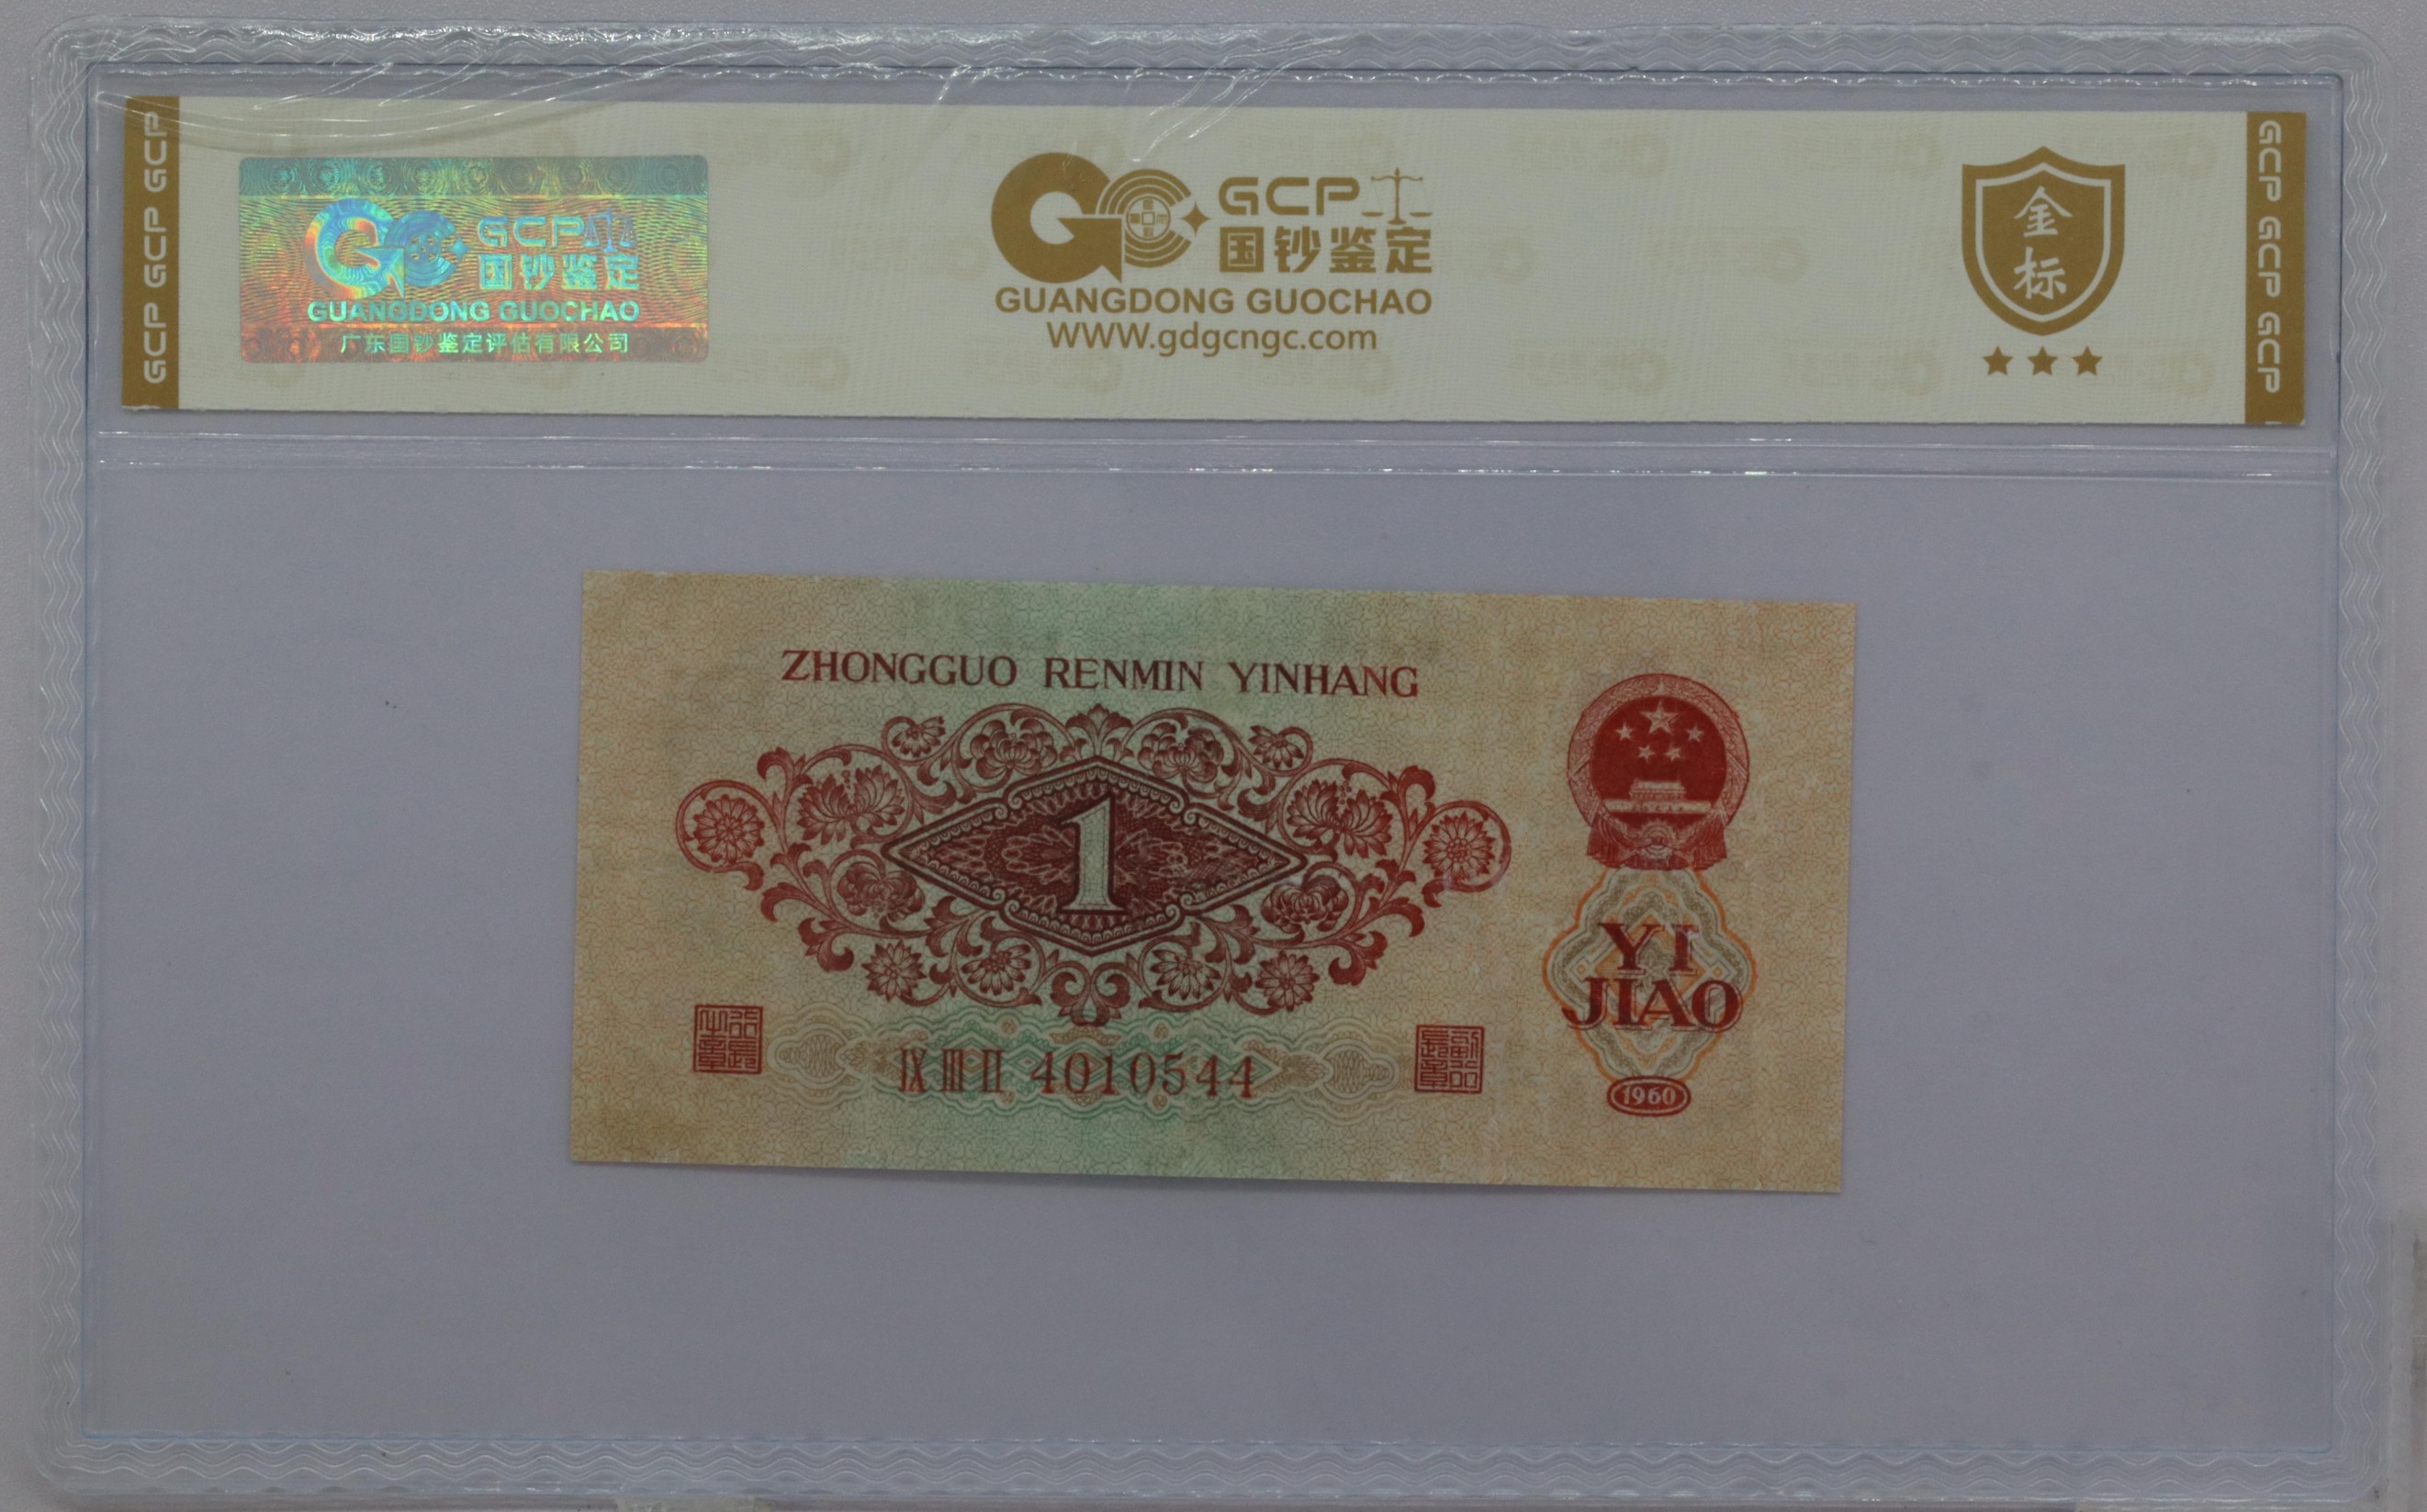 GCP GCP GCP
GCP
国钞鉴定
GUANGDONG GUOCHAO
广东国钞鉴定评估有限公司
GCP
国钞鉴定
GUANGDONG GUOCHAO
WWW.gdgcngc.com
金
标
GCP GCP GCP
ZHONGGUO RENMIN YINHANG
1
YI
JIAO
IX III II 4010544
1960